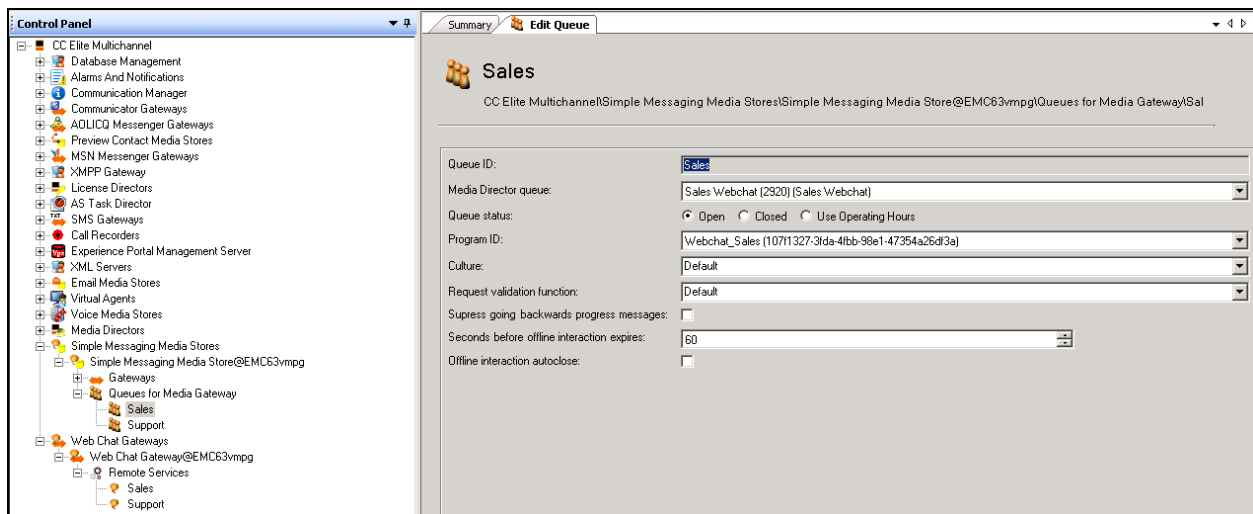 Control Panel
CC Elite Multichannel
Database Management
Alarms And Notifications
Communication Manager
Communicator Gateways
AOLICQ Messenger Gateways
Preview Contact Media Stores
MSN Messenger Gateways
XMPP Gateway
License Directors
AS Task Director
SMS Gateways
Call Recorders
Experience Portal Management Server
XML Servers
Email Media Stores
Virtual Agents
Voice Media Stores
Media Directors
Simple Messaging Media Stores
Simple Messaging Media Store@EMC63vmpg
Gateways
Queues for Media Gateway
Sales
Support
Web Chat Gateways
Web Chat Gateway@EMC63vmpg
Remote Services
Sales
Support
Summary Edit Queue
Sales
CC Elite Multichannel\Simple Messaging Media Stores\Simple Messaging Media Store@EMC63vmpg\Queues for Media Gateway\Sal
Queue ID: Sales
Media Director queue: Sales Webchat (2920) (Sales Webchat)
Queue status: Open Closed Use Operating Hours
Program ID: Webchat_Sales (107f1327-3fda-4fbb-98e1-47354a26df3a)
Culture: Default
Request validation function: Default
Supress going backwards progress messages:
Seconds before offline interaction expires: 60
Offline interaction autoclose: